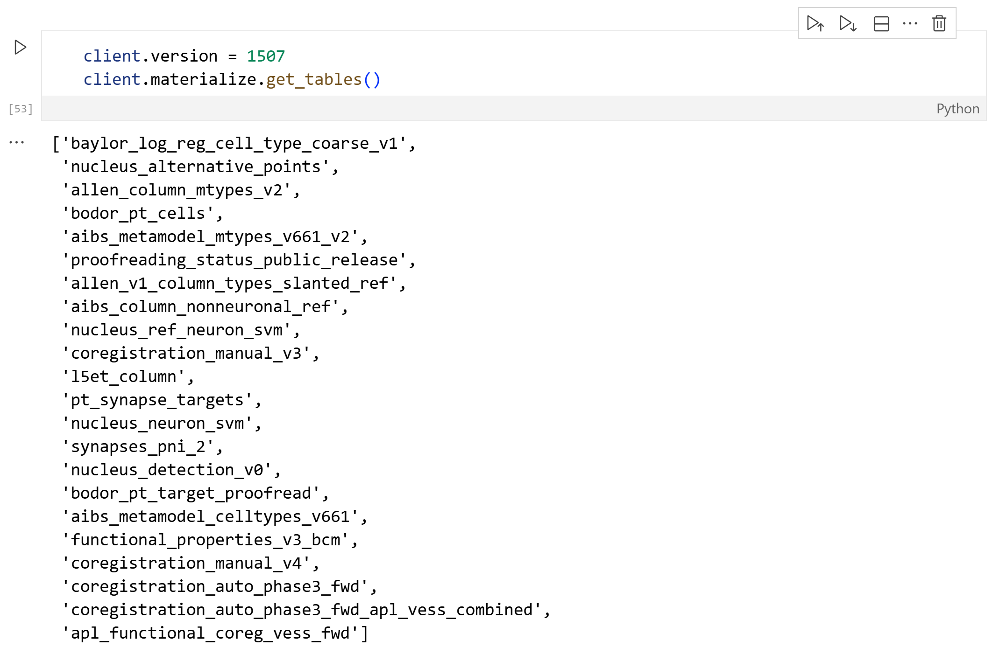 client.version = 1507
client.materialize.get_tables()
[53]
Python
['baylor_log_reg_cell_type_coarse_v1',
'nucleus_alternative_points',
'allen_column_mtypes_v2',
'bodor_pt_cells',
'aibs_metamodel_mtypes_v661_v2',
'proofreading_status_public_release',
'allen_v1_column_types_slanted_ref',
'aibs_column_nonneuronal_ref',
'nucleus_ref_neuron_svm',
'coregistration_manual_v3',
'l5et_column',
'pt_synapse_targets',
'nucleus_neuron_svm',
'synapses_pni_2',
'nucleus_detection_v0',
'bodor_pt_target_proofread',
'aibs_metamodel_celltypes_v661',
'functional_properties_v3_bcm',
'coregistration_manual_v4',
'coregistration_auto_phase3_fwd',
'coregistration_auto_phase3_fwd_apl_vess_combined',
'apl_functional_coreg_vess_fwd']